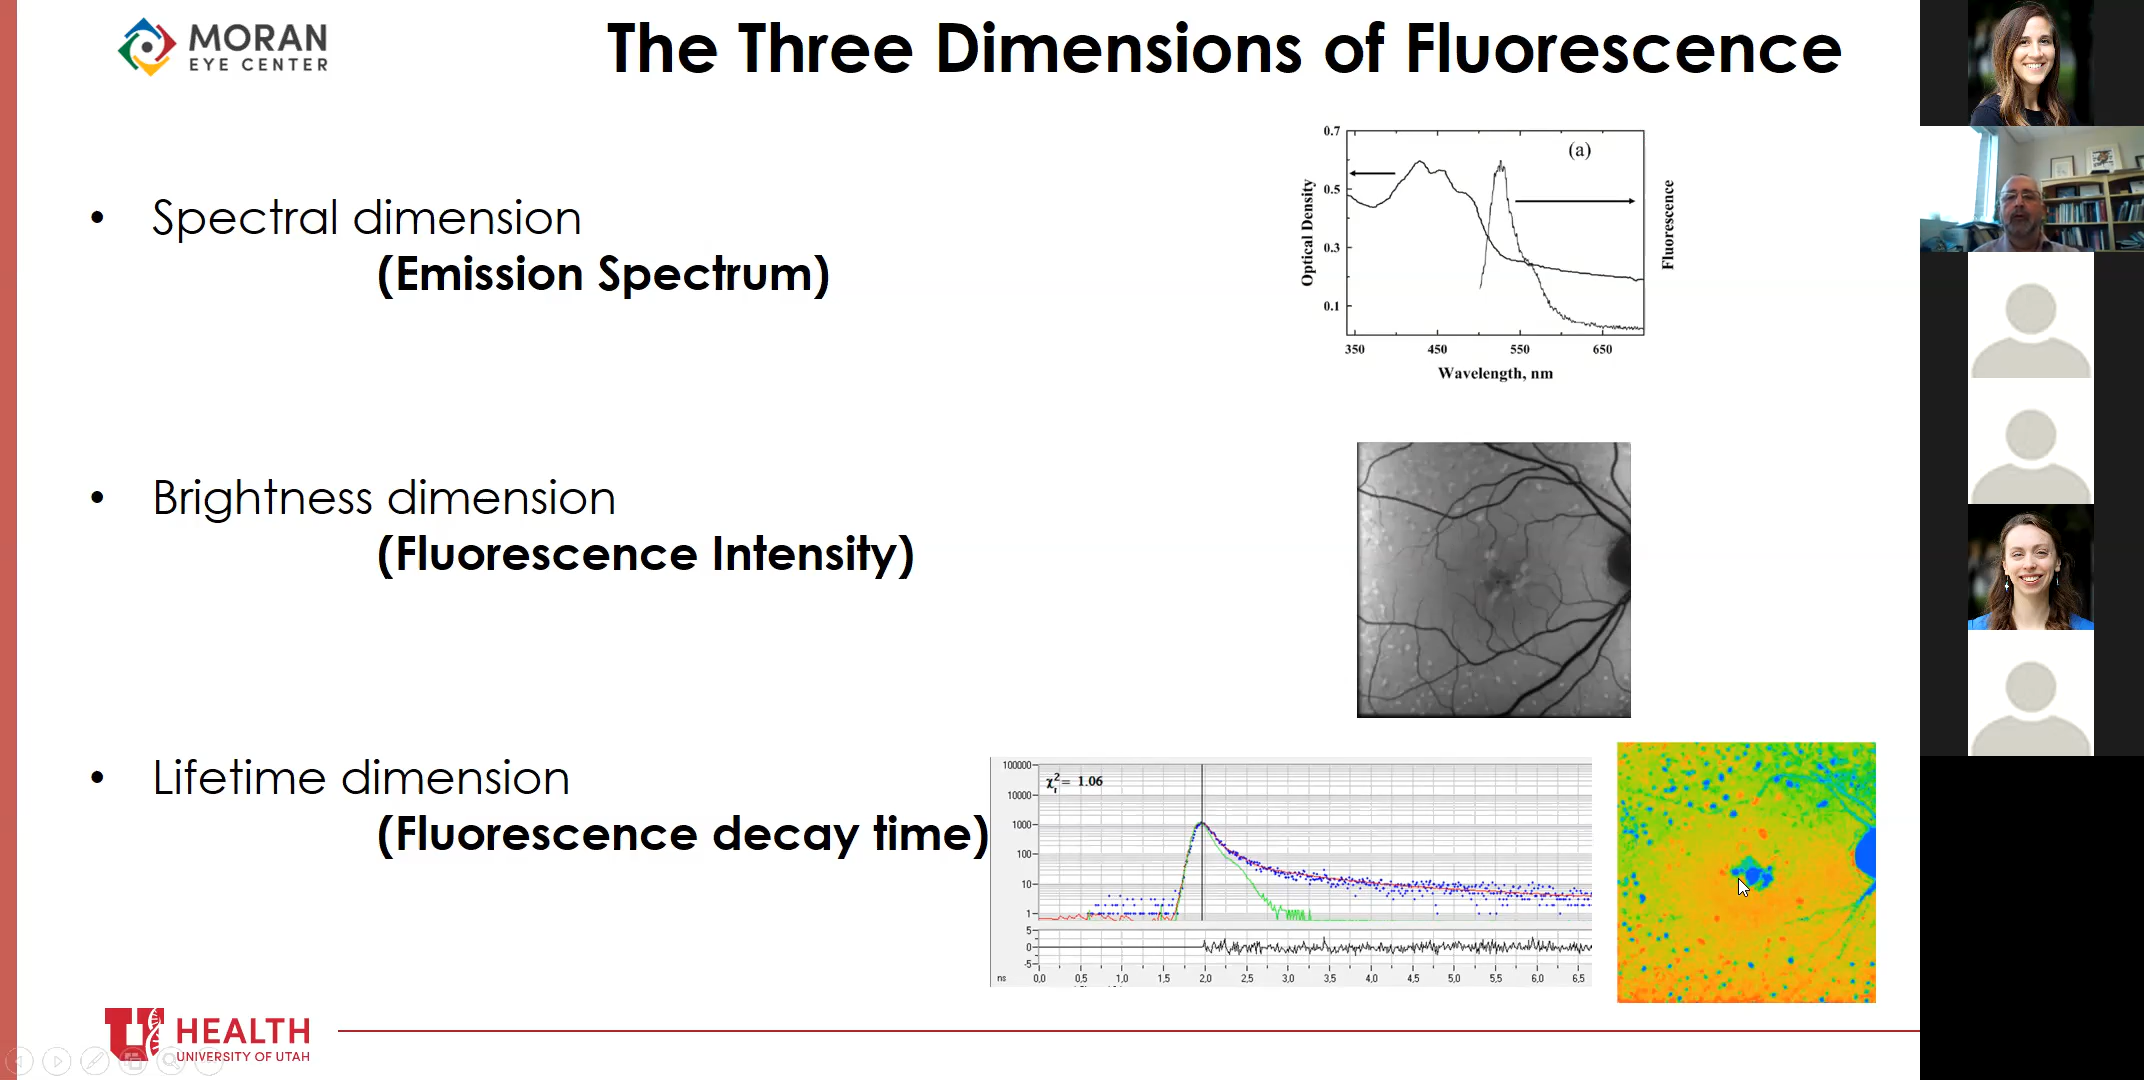 MORAN
EYE CENTER
The Three Dimensions of Fluorescence
• Spectral dimension
(Emission Spectrum)
0.7
0.5
0.3
0.1
Optical Density
(a)
Fluorescence
350 450 550 650
Wavelength, nm
• Brightness dimension
(Fluorescence Intensity)
• Lifetime dimension
(Fluorescence decay time)
100000
10000
1000
100
10
1
χr²= 1.06
5
0
-5
ns 0,0 0,5 1,0 1,5 2,0 2,5 3,0 3,5 4,0 4,5 5,0 5,5 6,0 6,5
U HEALTH
UNIVERSITY OF UTAH